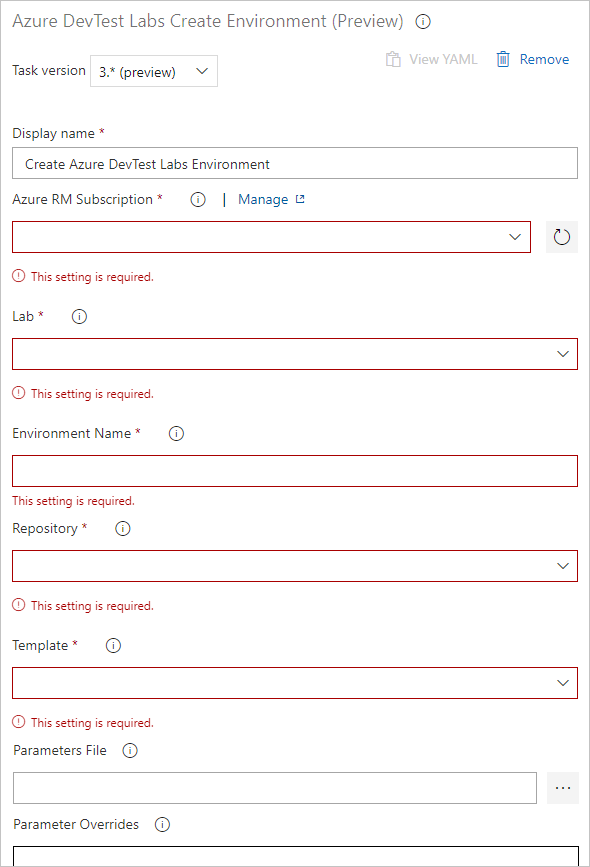 Azure DevTest Labs Create Environment (Preview)
Task version 3.* (preview) View YAML Remove
Display name *
Create Azure DevTest Labs Environment
Azure RM Subscription * | Manage
This setting is required.
Lab *
This setting is required.
Environment Name *
This setting is required.
Repository *
This setting is required.
Template *
This setting is required.
Parameters File
...
Parameter Overrides